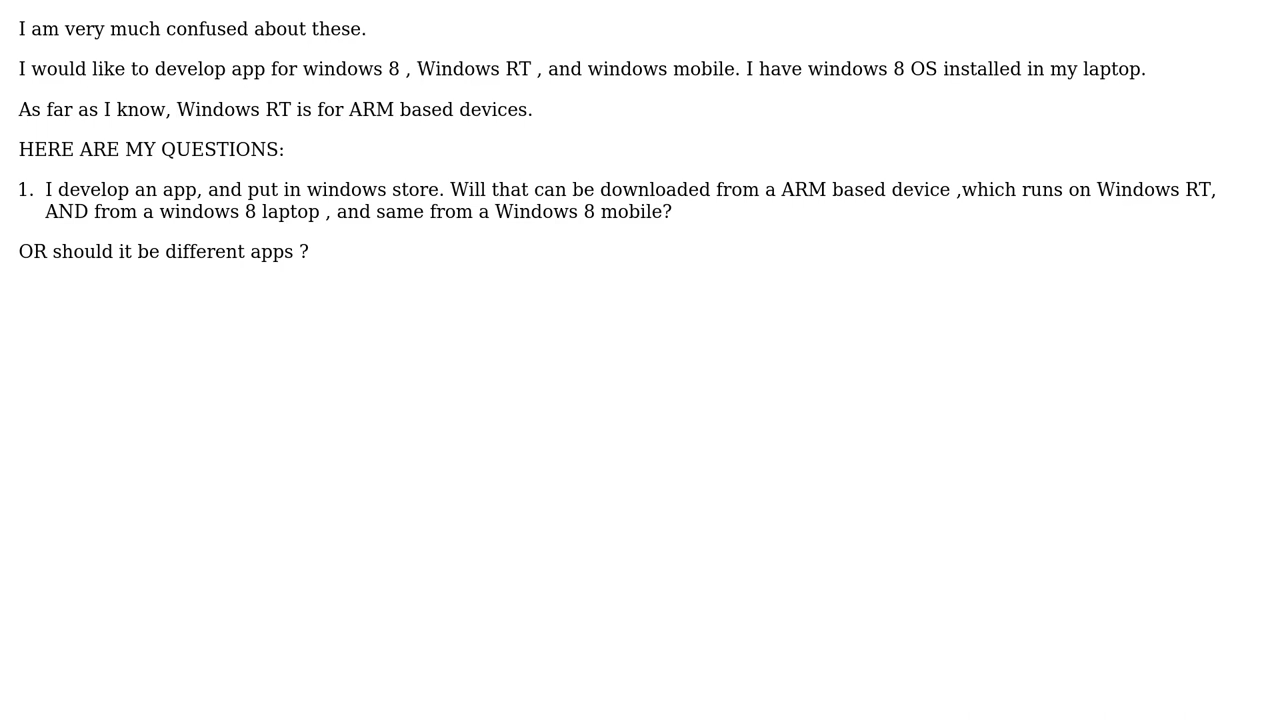 I am very much confused about these.
I would like to develop app for windows 8 , Windows RT , and windows mobile. I have windows 8 OS installed in my laptop.
As far as I know, Windows RT is for ARM based devices.
HERE ARE MY QUESTIONS:
1. I develop an app, and put in windows store. Will that can be downloaded from a ARM based device ,which runs on Windows RT,
AND from a windows 8 laptop , and same from a Windows 8 mobile?
OR should it be different apps ?